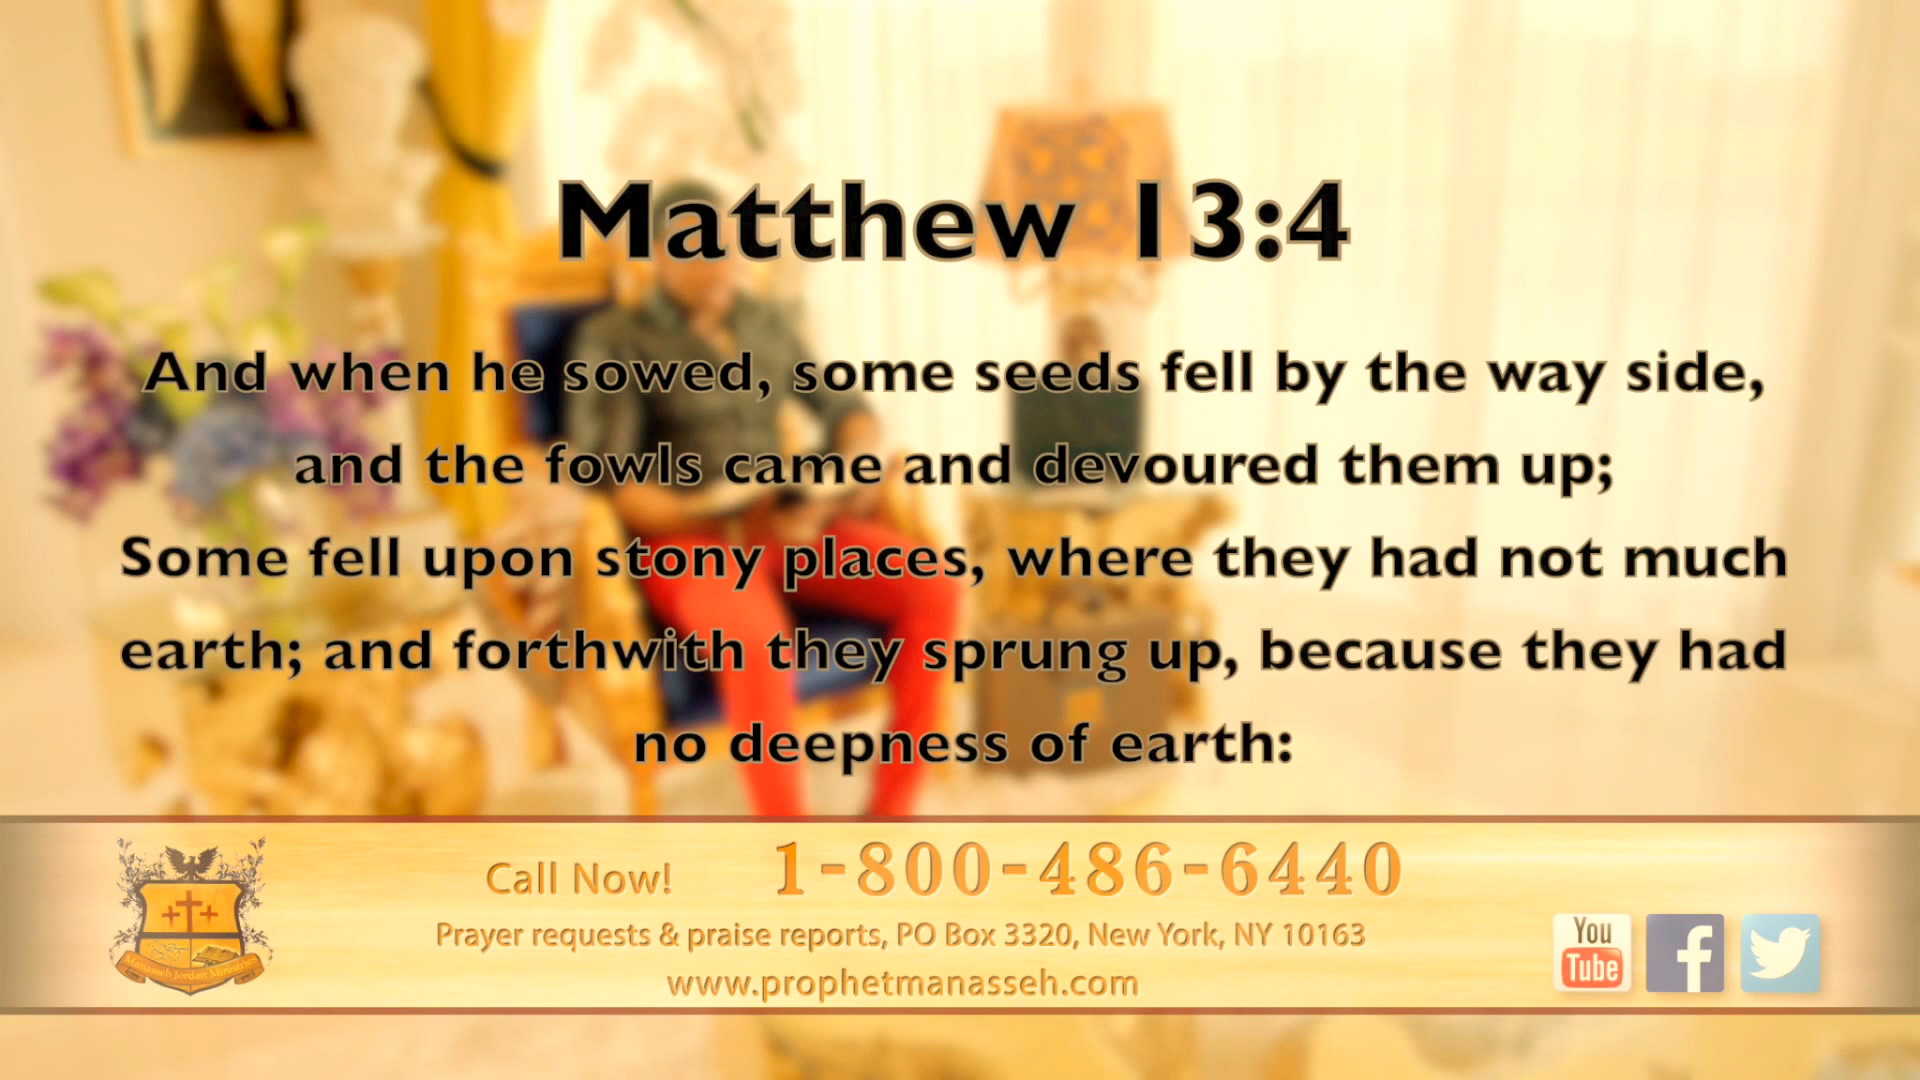 Matthew 13:4
And when he sowed, some seeds fell by the way side,
and the fowls came and devoured them up;
Some fell upon stony places, where they had not much
earth; and forthwith they sprung up, because they had
no deepness of earth:
Call Now! 1-800-486-6440
Prayer requests & praise reports, PO Box 3320, New York, NY 10163
www.prophetmanasseh.com
Manasseh Jordan Ministries
You
Tube